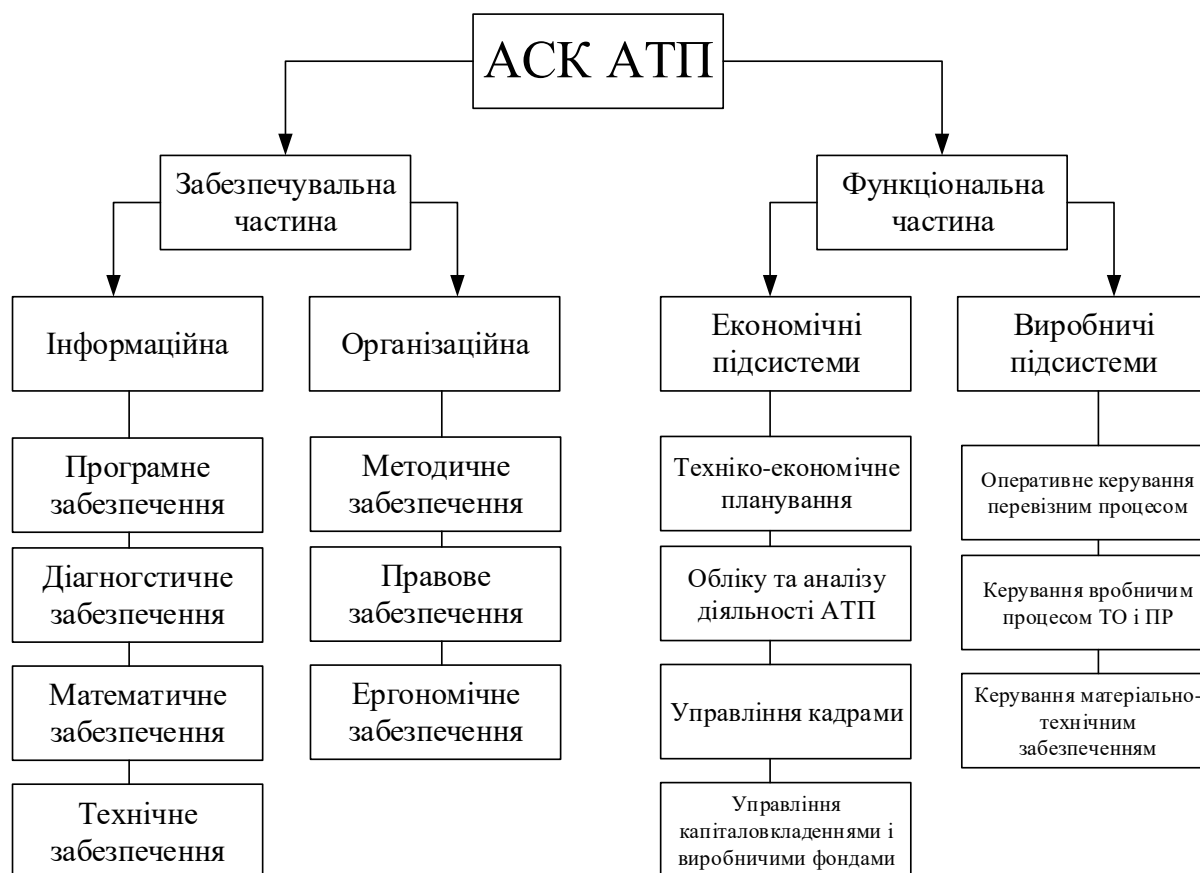 АСК АТП
Забезпечувальна
частина
Функціональна
частина
Інформаційна
Організаційна
Економічні
підсистеми
Виробничі
підсистеми
Програмне
забезпечення
Діагногстичне
забезпечення
Математичне
забезпечення
Технічне
забезпечення
Методичне
забезпечення
Правове
забезпечення
Ергономічне
забезпечення
Техніко-економічне
планування
Обліку та аналізу
діяльності АТП
Управління кадрами
Управління
капіталовкладеннями і
виробничими фондами
Оперативне керування
перевізним процесом
Керування вробничим
процесом ТО і ПР
Керування матеріально-
технічним
забезпеченням